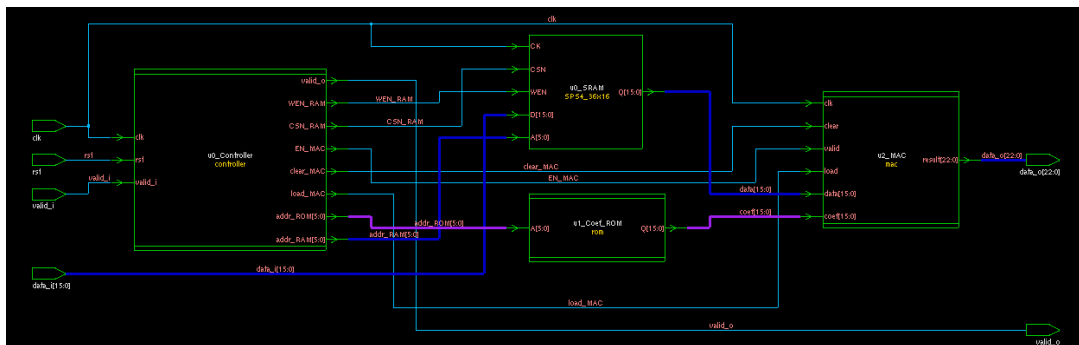 clk
u0_SRAM
SPS4_36x16
CK
CSN
WEN
D[15:0]
A[5:0]
Q[15:0]
u0_Controller
controller
clk
rst
valid_i
valid_o
WEN_RAM
CSN_RAM
EN_MAC
clear_MAC
load_MAC
addr_ROM[5:0]
addr_RAM[5:0]
clk
rst
valid_i
data_i[15:0]
rst
valid_i
WEN_RAM
CSN_RAM
clear_MAC
EN_MAC
addr_ROM[5:0]
addr_RAM[5:0]
data_i[15:0]
load_MAC
valid_o
u1_Coef_ROM
rom
A[5:0]
Q[15:0]
data[15:0]
coef[15:0]
u2_MAC
mac
clk
clear
valid
load
data[15:0]
coef[15:0]
result[22:0]
data_o[22:0]
data_o[22:0]
valid_o